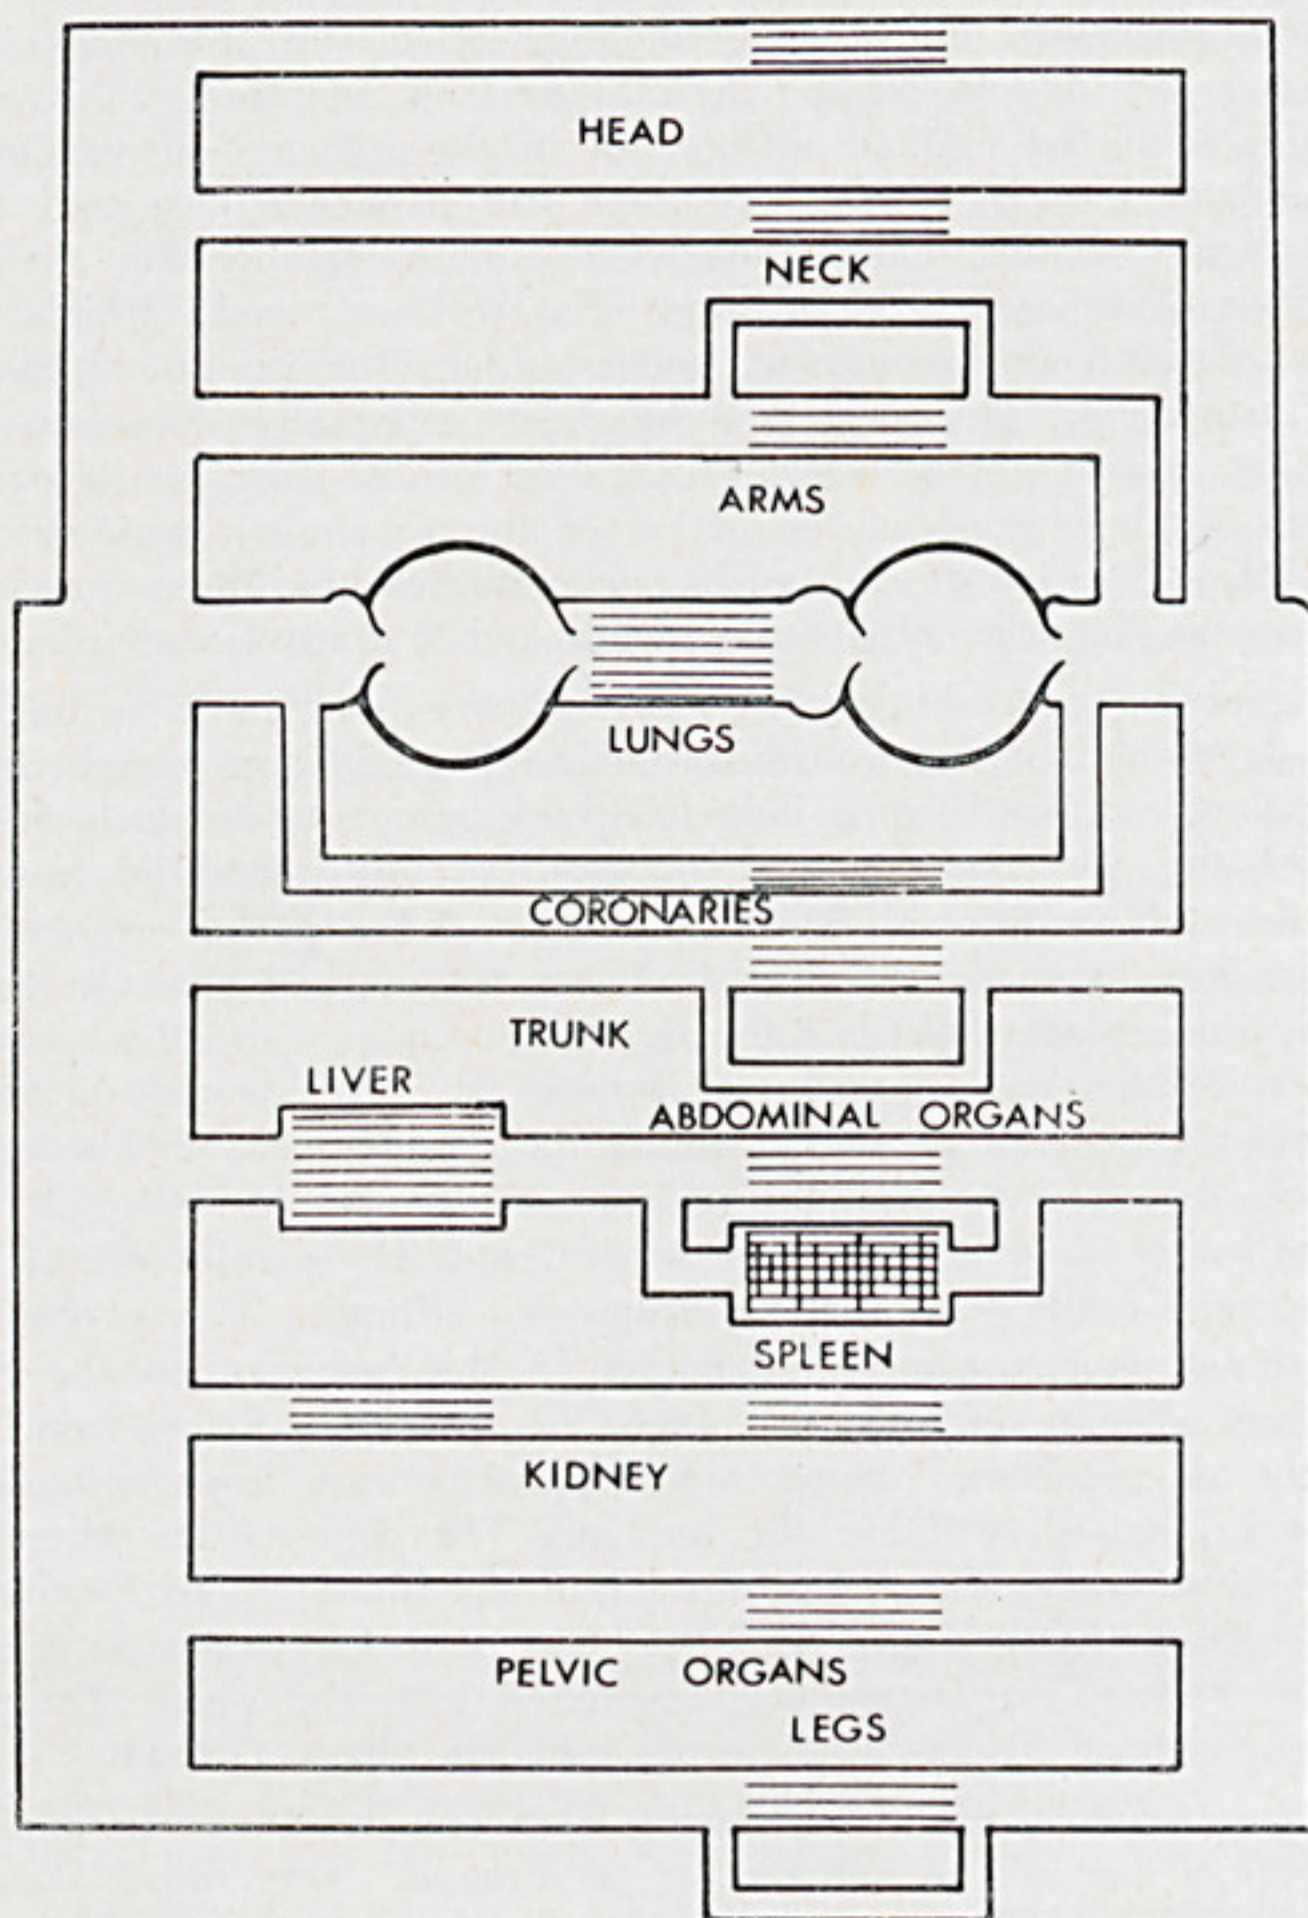 HEAD
NECK
ARMS
LUNGS
CORONARIES
TRUNK
LIVER
ABDOMINAL ORGANS
SPLEEN
KIDNEY
PELVIC ORGANS
LEGS